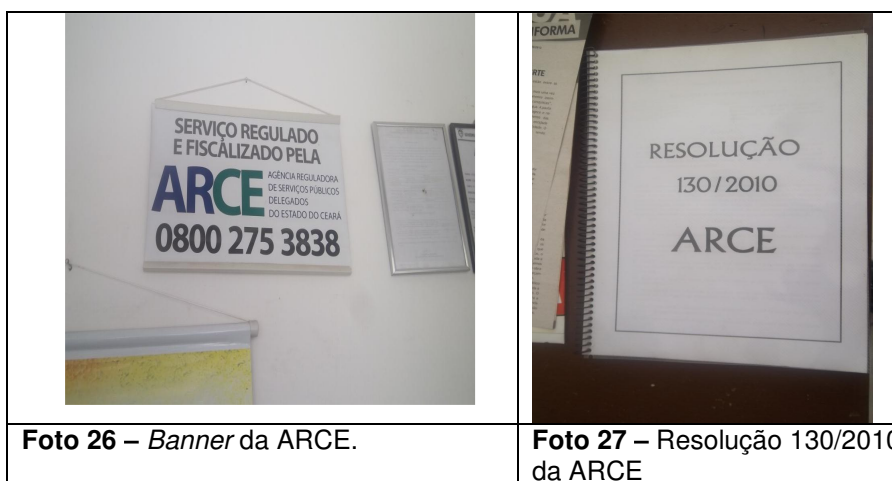 SERVIÇO REGULADO
E FISCALIZADO PELA
ARCE
AGÊNCIA REGULADORA
DE SERVIÇOS PÚBLICOS
DELEGADOS
DO ESTADO DO CEARÁ
0800 275 3838
FORMA
RESOLUÇÃO
130/2010
ARCE
Foto 26 – Banner da ARCE.
Foto 27 – Resolução 130/2010
da ARCE